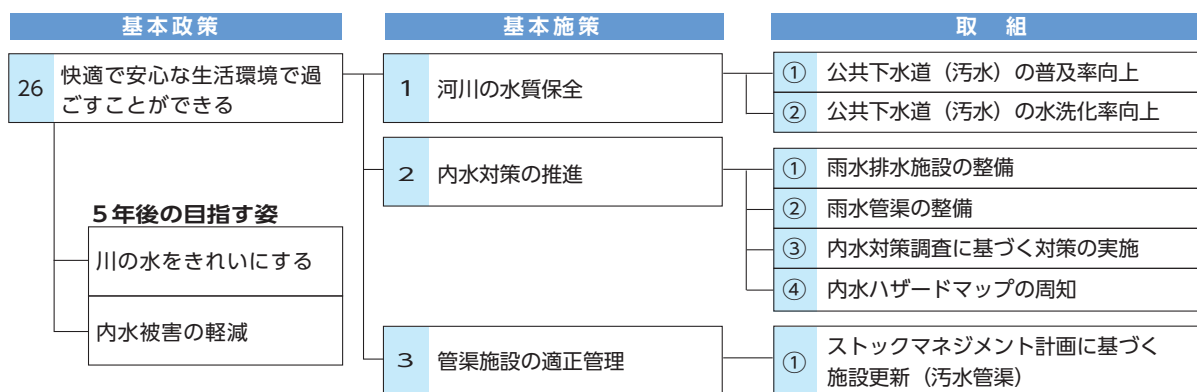 基本政策
26 快適で安心な生活環境で過
ごすことができる
5年後の目指す姿
川の水をきれいにする
内水被害の軽減
基本施策
1 河川の水質保全
2 内水対策の推進
3 管渠施設の適正管理
取 組
① 公共下水道（汚水）の普及率向上
② 公共下水道（汚水）の水洗化率向上
① 雨水排水施設の整備
② 雨水管渠の整備
③ 内水対策調査に基づく対策の実施
④ 内水ハザードマップの周知
① ストックマネジメント計画に基づく
施設更新（汚水管渠）